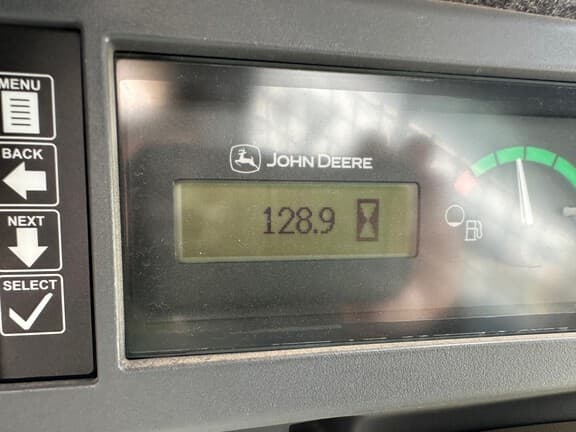 MENU
BACK
NEXT
SELECT
JOHN DEERE
128.9